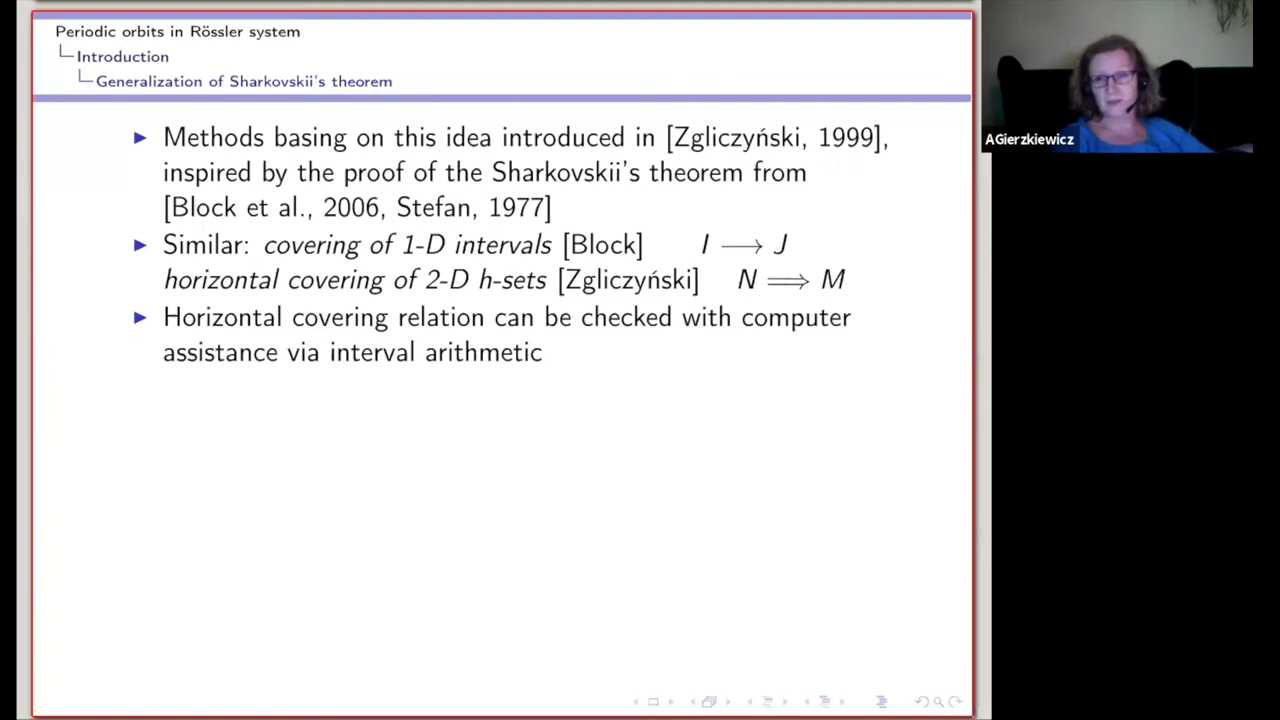 Periodic orbits in Rössler system
Introduction
Generalization of Sharkovskii's theorem
Methods basing on this idea introduced in [Zgliczyński, 1999],
inspired by the proof of the Sharkovskii's theorem from
[Block et al., 2006, Stefan, 1977]
Similar: covering of 1-D intervals [Block] I ⟶ J
horizontal covering of 2-D h-sets [Zgliczyński] N ⟹ M
Horizontal covering relation can be checked with computer
assistance via interval arithmetic
AGierzkiewicz